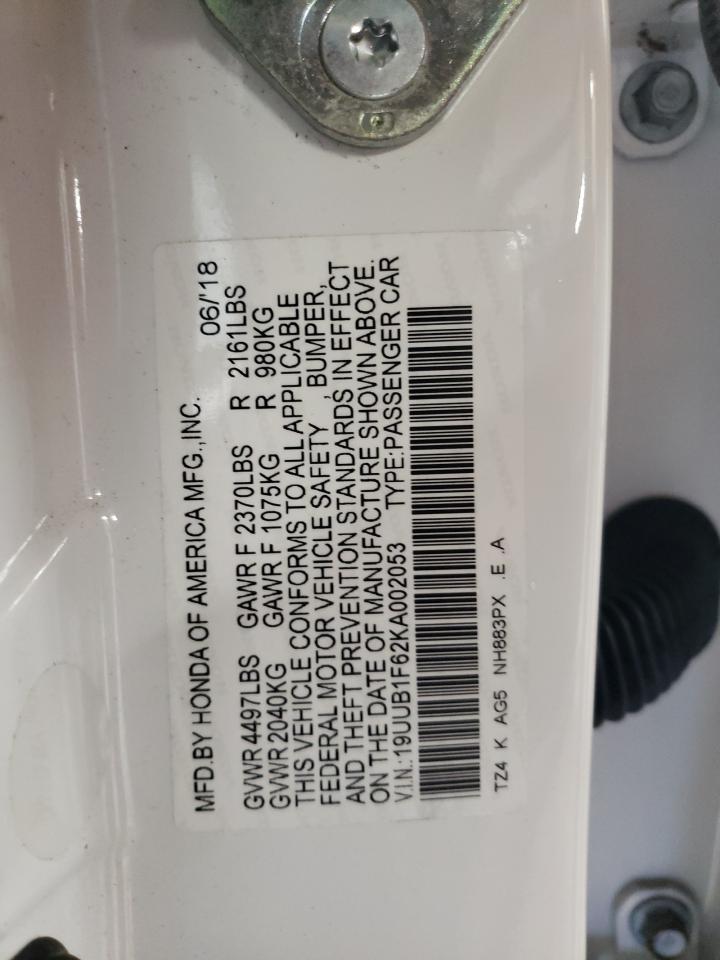 MFD.BY HONDA OF AMERICA MFG.,INC. 06/'18
GVWR 4497LBS GAWR F 2370LBS R 2161LBS
GVWR 2040KG GAWR F 1075KG R 980KG
THIS VEHICLE CONFORMS TO ALL APPLICABLE
FEDERAL MOTOR VEHICLE SAFETY , BUMPER,
AND THEFT PREVENTION STANDARDS IN EFFECT
ON THE DATE OF MANUFACTURE SHOWN ABOVE.
V.I.N.:19UUB1F62KA002053 TYPE:PASSENGER CAR
TZ4 K AG5 NH883PX .E .A